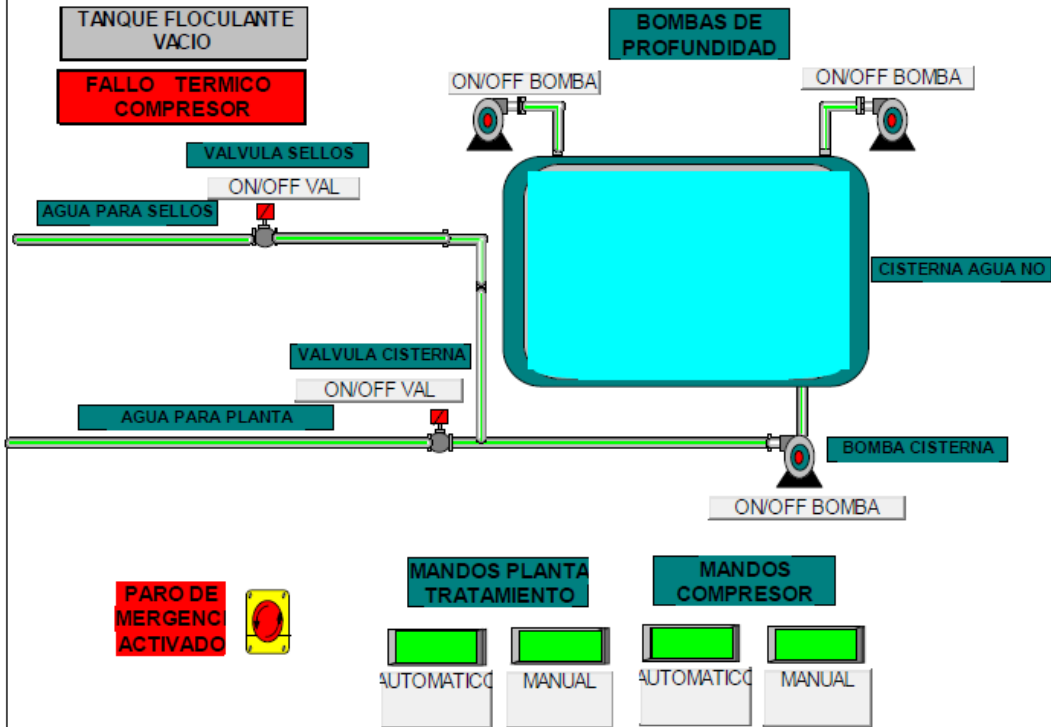 TANQUE FLOCULANTE
VACIO
BOMBAS DE
PROFUNDIDAD
FALLO TERMICO
COMPRESOR
ON/OFF BOMBA
ON/OFF BOMBA
VALVULA SELLOS
ON/OFF VAL
AGUA PARA SELLOS
CISTERNA AGUA NO
VALVULA CISTERNA
ON/OFF VAL
AGUA PARA PLANTA
BOMBA CISTERNA
ON/OFF BOMBA
PARO DE
MERGENCI
ACTIVADO
MANDOS PLANTA
TRATAMIENTO
MANDOS
COMPRESOR
AUTOMATICO
MANUAL
AUTOMATICO
MANUAL